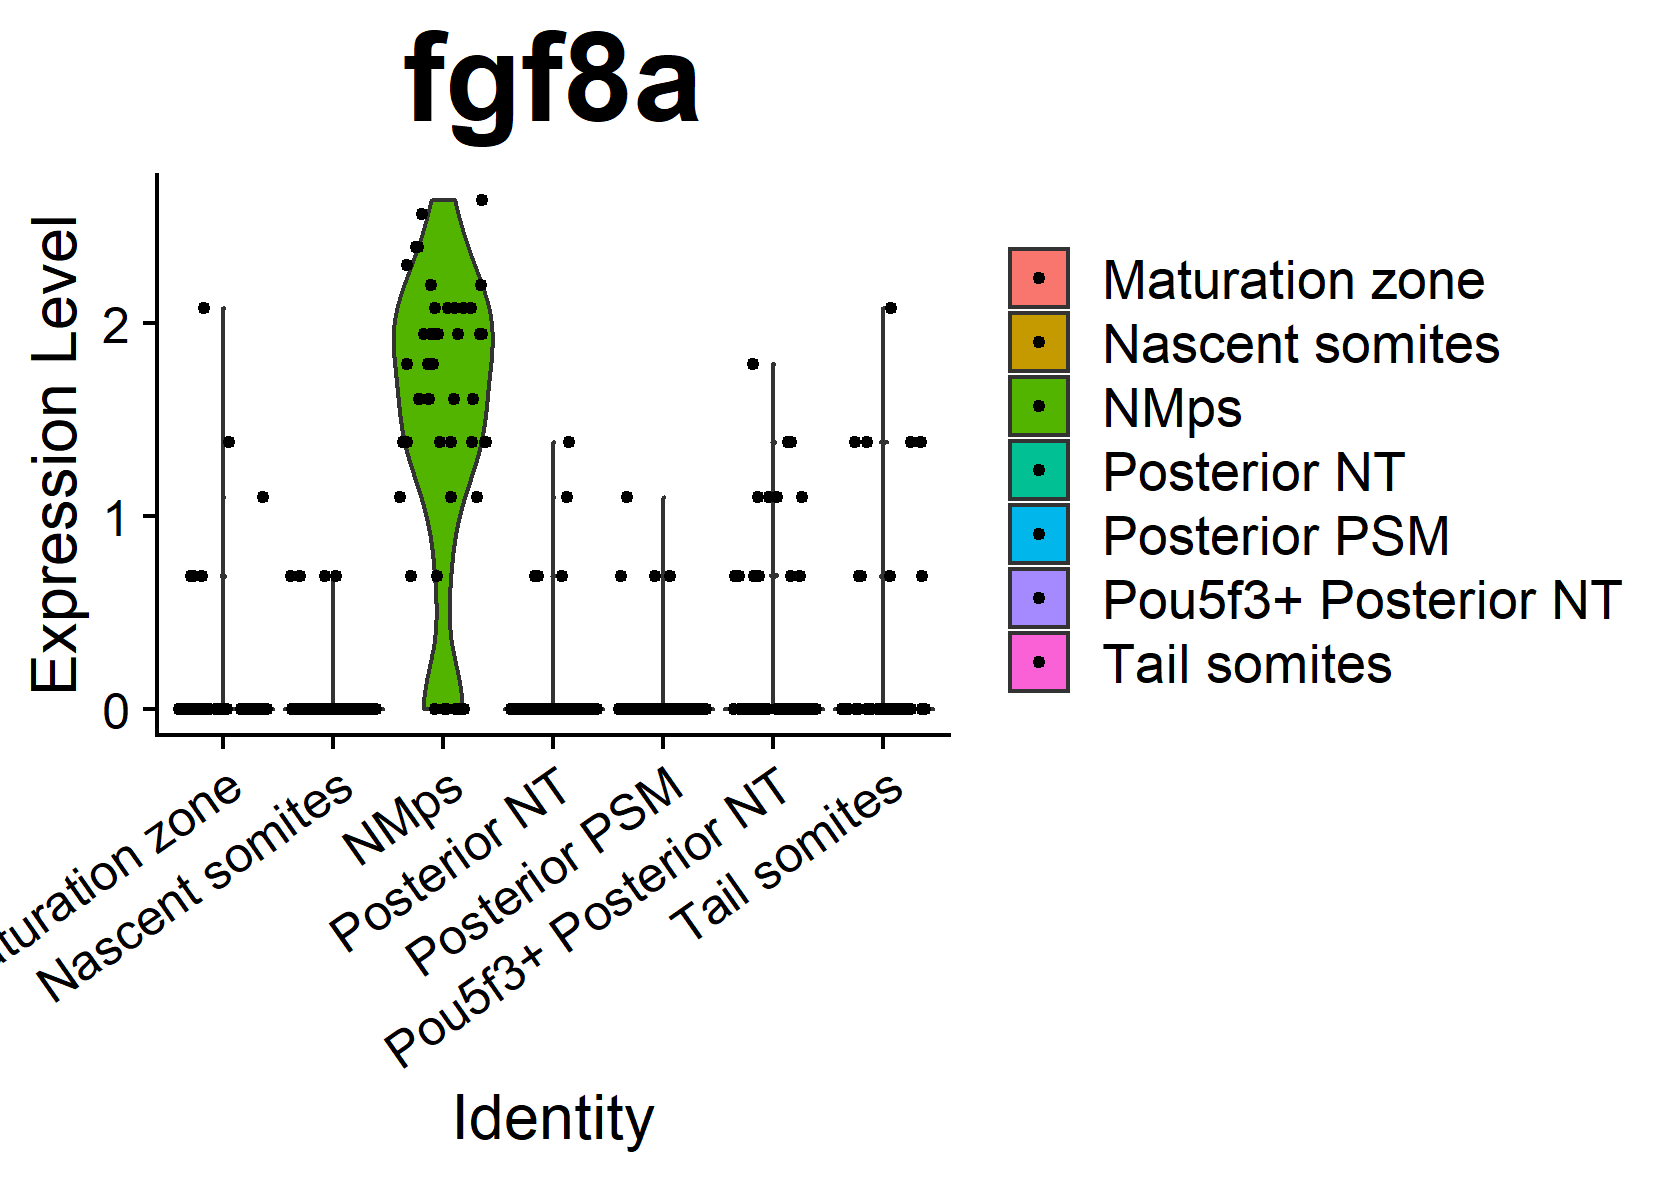 fgf8a
Expression Level
2
1
0
turation zone
Nascent somites
NMps
Posterior NT
Posterior PSM
Pou5f3+ Posterior NT
Tail somites
Identity
Maturation zone
Nascent somites
NMps
Posterior NT
Posterior PSM
Pou5f3+ Posterior NT
Tail somites